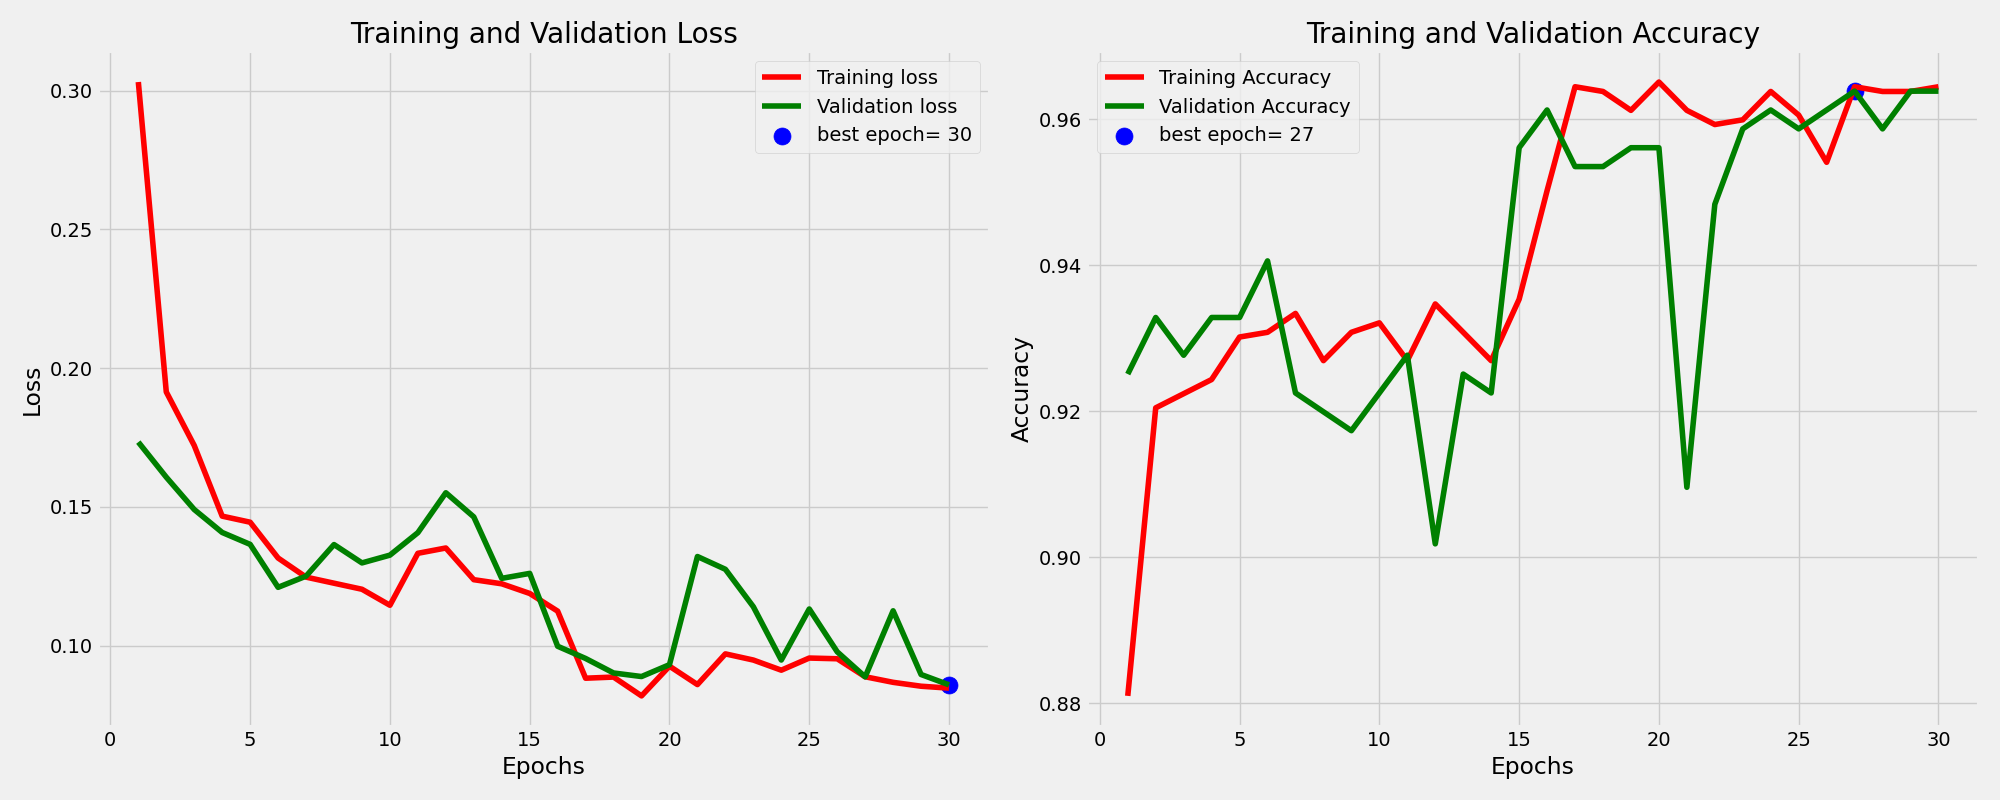 Training and Validation Loss
Training loss
Validation loss
best epoch= 30
0.30
0.25
0.20
0.15
0.10
Loss
0 5 10 15 20 25 30
Epochs
Training and Validation Accuracy
Training Accuracy
Validation Accuracy
best epoch= 27
0.96
0.94
0.92
0.90
0.88
Accuracy
0 5 10 15 20 25 30
Epochs